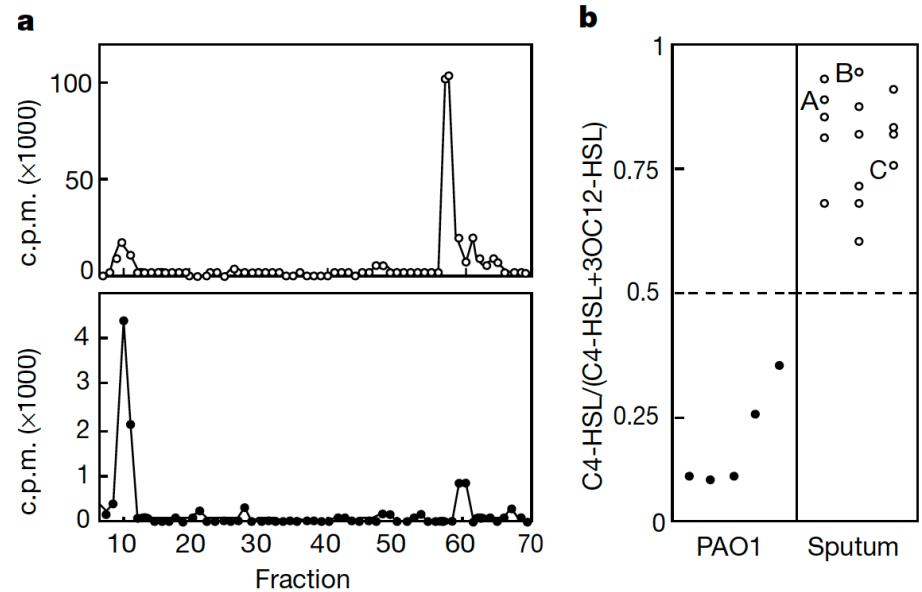 a
c.p.m. (×1000)
100
50
0
c.p.m. (×1000)
4
3
2
1
0
10 20 30 40 50 60 70
Fraction
b
C4-HSL/(C4-HSL+3OC12-HSL)
1
0.75
0.5
0.25
0
A
B
C
PAO1 Sputum